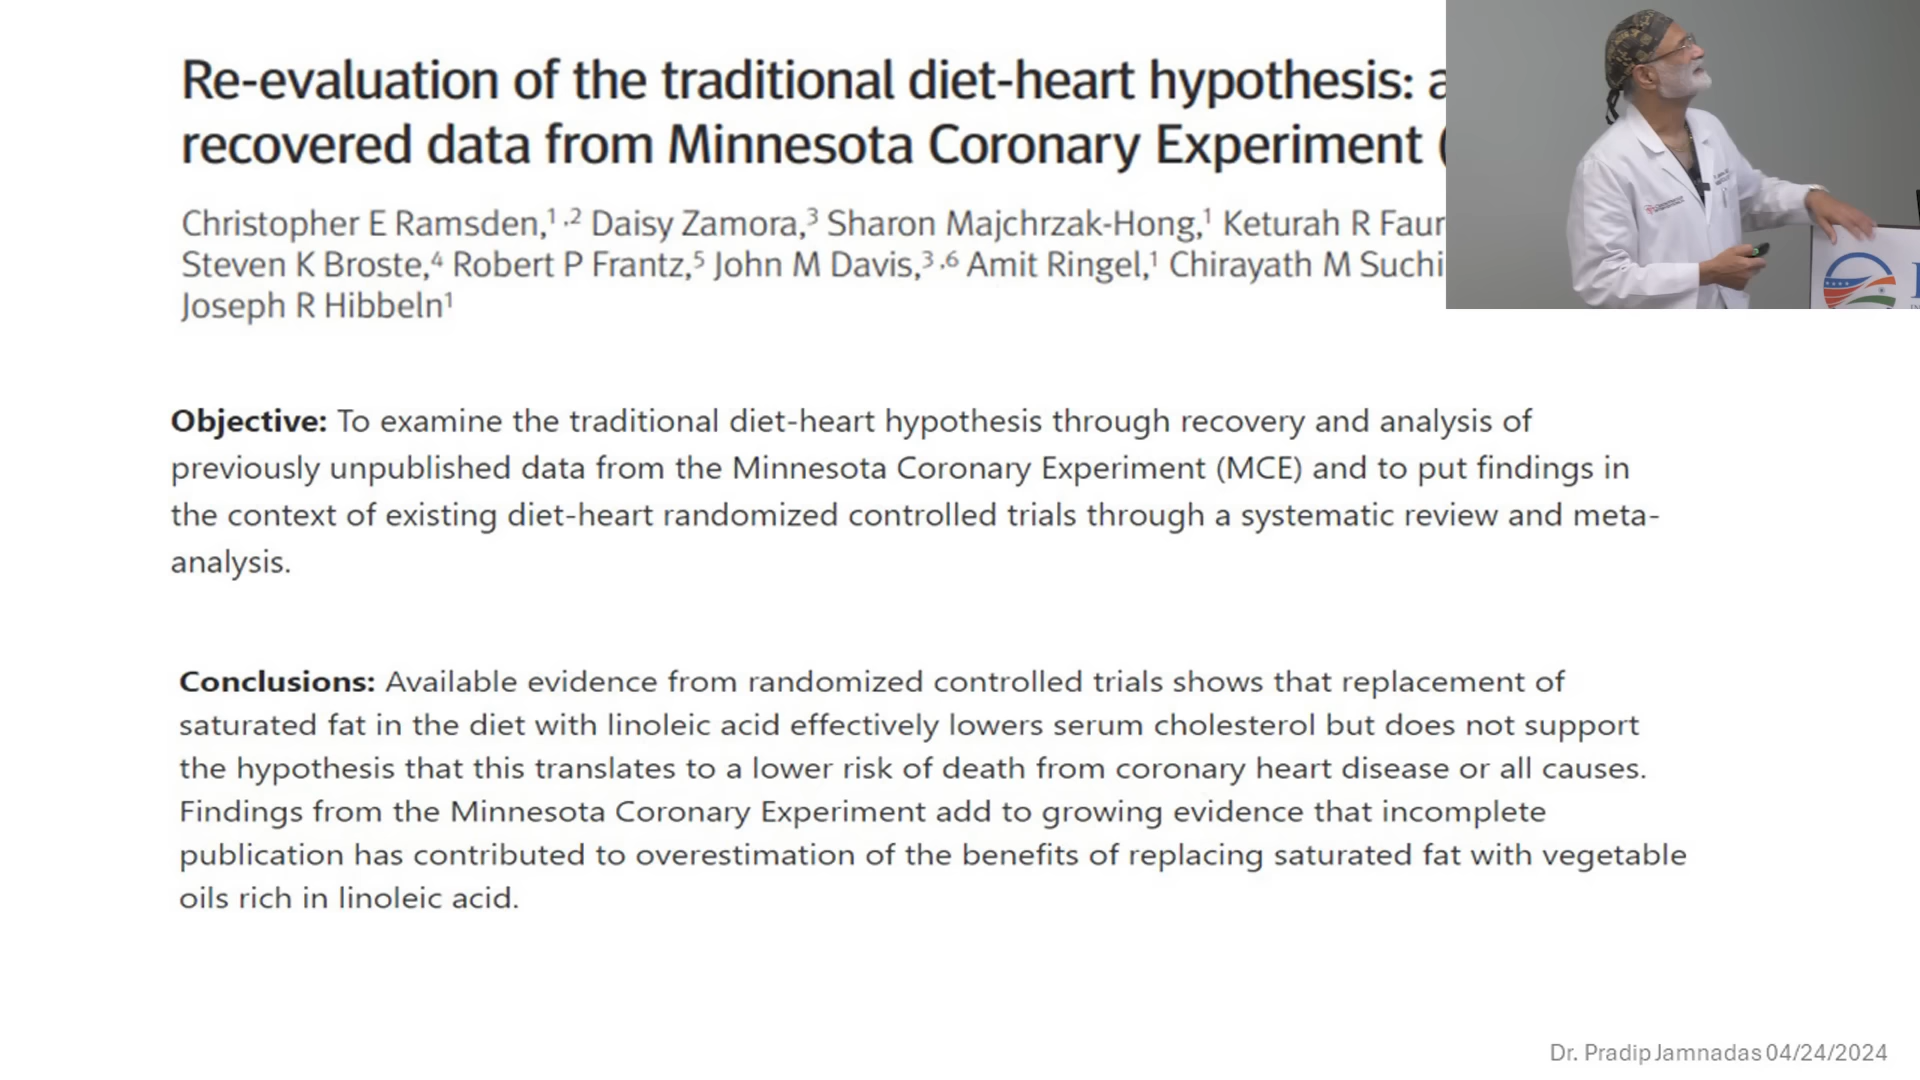 Re-evaluation of the traditional diet-heart hypothesis: a
recovered data from Minnesota Coronary Experiment (
Christopher E Ramsden,¹ ,² Daisy Zamora,³ Sharon Majchrzak-Hong,¹ Keturah R Faur
Steven K Broste,⁴ Robert P Frantz,⁵ John M Davis,³ ,⁶ Amit Ringel,¹ Chirayath M Suchi
Joseph R Hibbeln¹
Objective: To examine the traditional diet-heart hypothesis through recovery and analysis of
previously unpublished data from the Minnesota Coronary Experiment (MCE) and to put findings in
the context of existing diet-heart randomized controlled trials through a systematic review and meta-
analysis.
Conclusions: Available evidence from randomized controlled trials shows that replacement of
saturated fat in the diet with linoleic acid effectively lowers serum cholesterol but does not support
the hypothesis that this translates to a lower risk of death from coronary heart disease or all causes.
Findings from the Minnesota Coronary Experiment add to growing evidence that incomplete
publication has contributed to overestimation of the benefits of replacing saturated fat with vegetable
oils rich in linoleic acid.
Dr. Pradip Jamnadas 04/24/2024